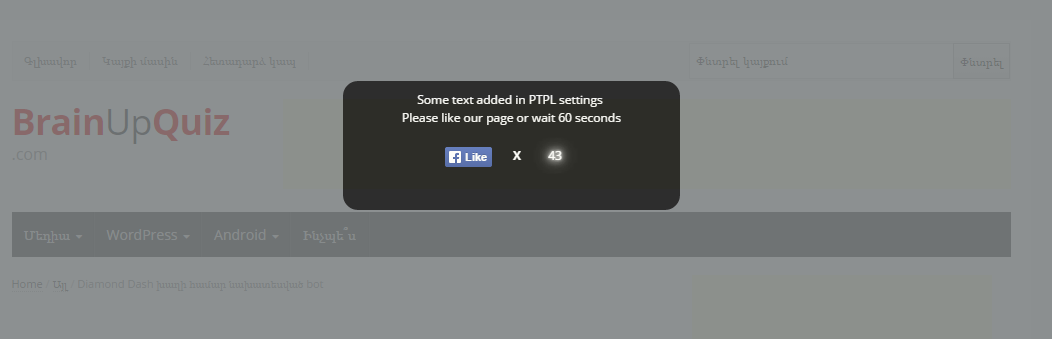 Գլխավոր
Կայքի մասին
Հետադարձ կապ
Փնտրել կայքում
Փնտրել
Some text added in PTPL settings
Please like our page or wait 60 seconds
Like X 43
BrainUpQuiz
.com
Մեդիա WordPress Android Ինչպե՞ս
Home / Այլ / Diamond Dash խաղի համար նախատեսված bot